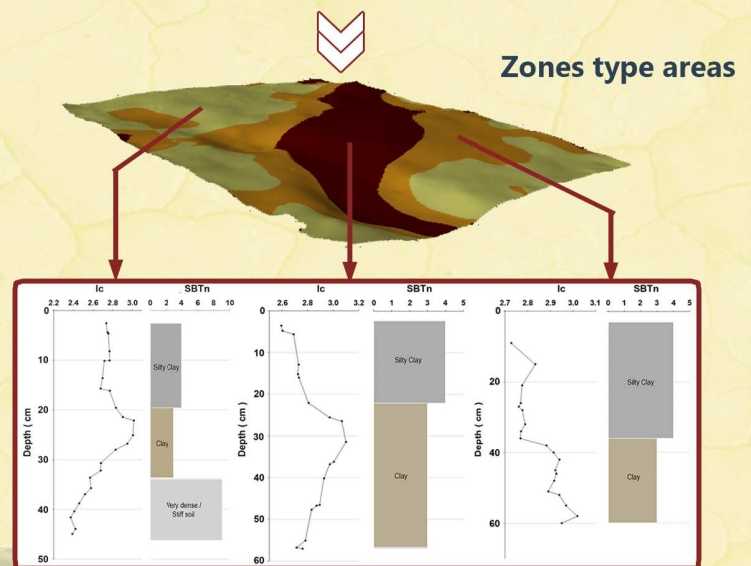 Zones type areas
Ic SBTn
2.2 2.4 2.6 2.8 3.0 0 2 4 6 8 10
Depth ( cm )
0
10
20
30
40
50
Silty Clay
Clay
Very dense /
Stiff soil
Ic SBTn
2.6 2.8 3.0 3.2 0 1 2 3 4 5
Depth ( cm )
0
10
20
30
40
50
60
Silty Clay
Clay
Ic SBTn
2.7 2.8 2.9 3.0 3.1 0 1 2 3 4 5
Depth ( cm )
0
20
40
60
Silty Clay
Clay